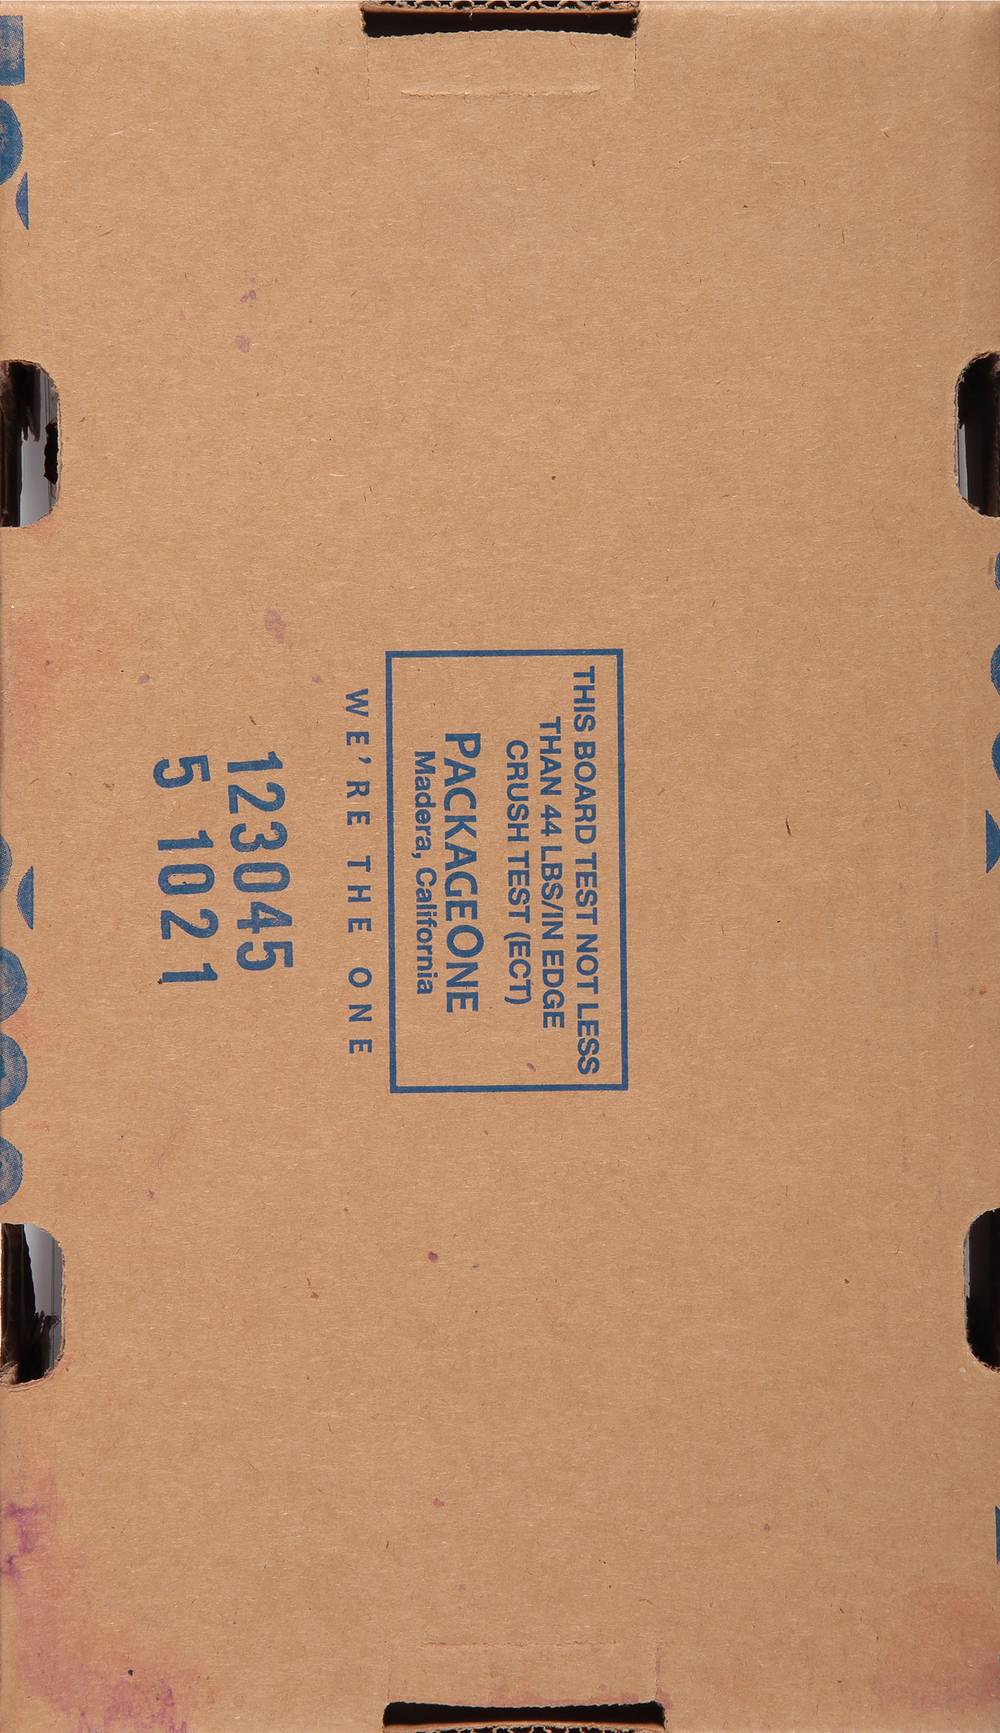 THIS BOARD TEST NOT LESS
THAN 44 LBS/IN EDGE
CRUSH TEST (ECT)
PACKAGEONE
Madera, California
WE'RE THE ONE
123045
5 1021